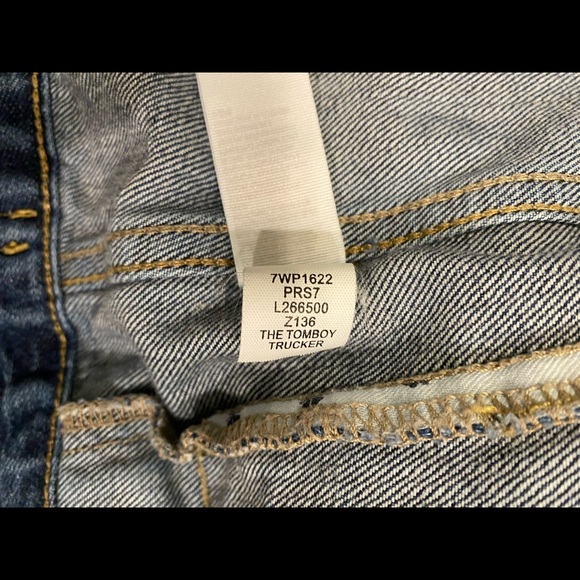 7WP1622
PRS7
L266500
Z136
THE TOMBOY
TRUCKER